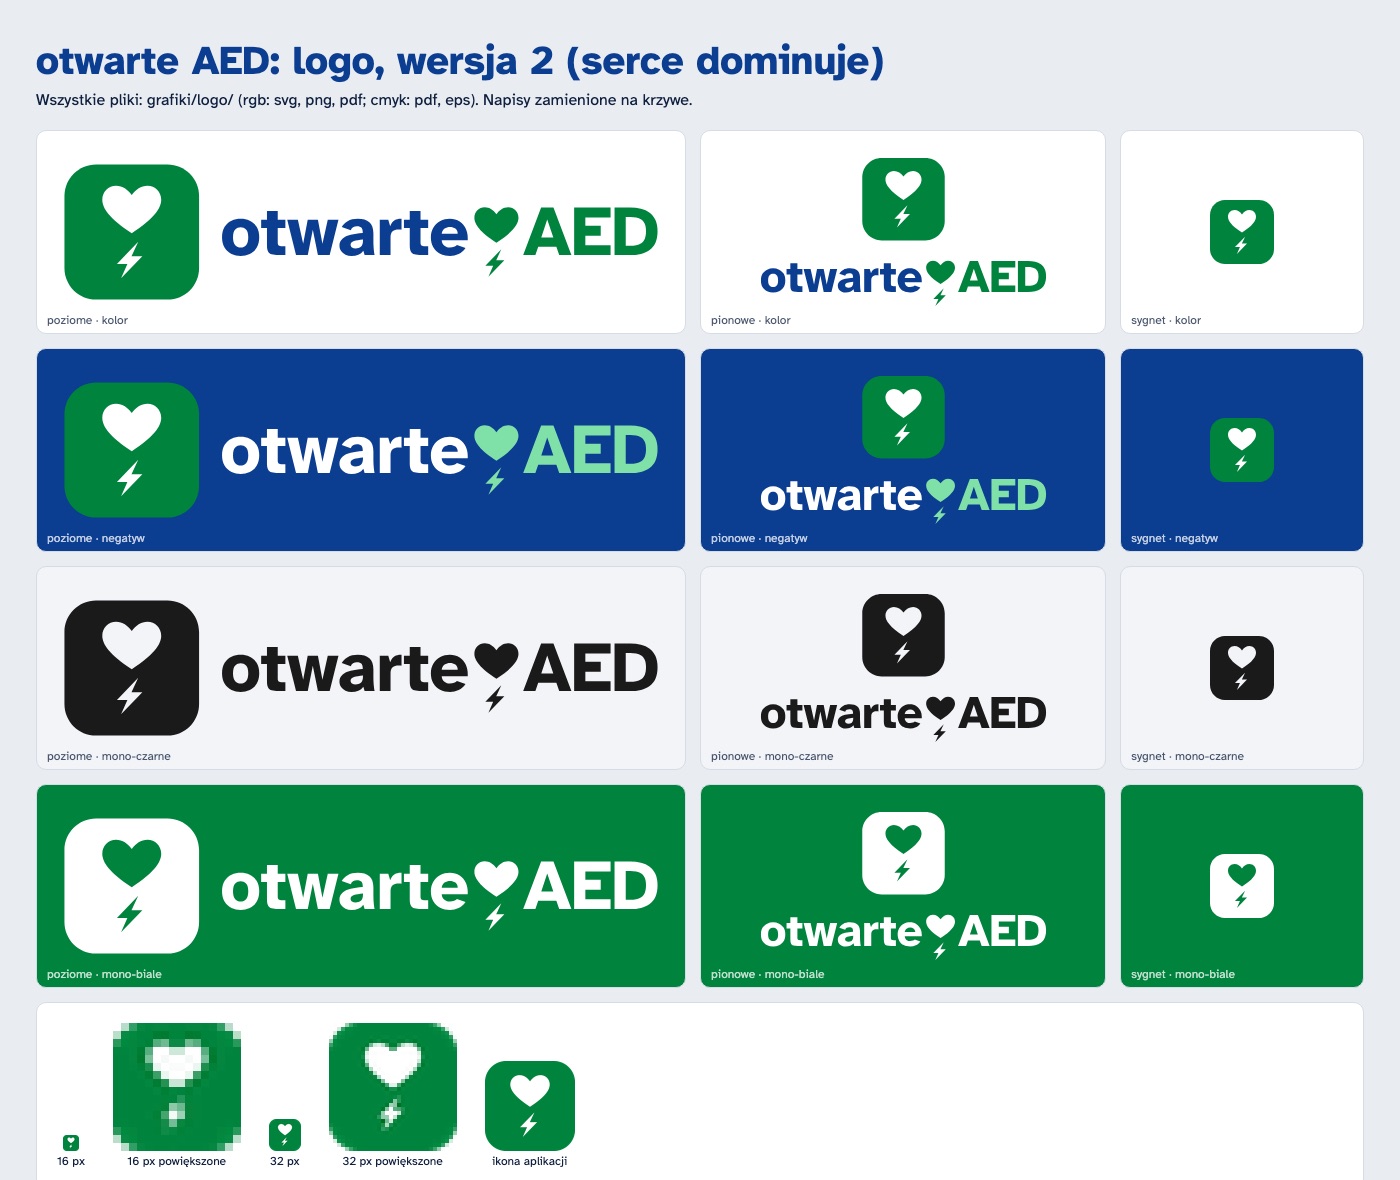 otwarte AED: logo, wersja 2 (serce dominuje)
Wszystkie pliki: grafiki/logo/ (rgb: svg, png, pdf; cmyk: pdf, eps). Napisy zamienione na krzywe.
otwarte AED
poziome · kolor
otwarte AED
pionowe · kolor
sygnet · kolor
otwarte AED
poziome · negatyw
otwarte AED
pionowe · negatyw
sygnet · negatyw
otwarte AED
poziome · mono-czarne
otwarte AED
pionowe · mono-czarne
sygnet · mono-czarne
otwarte AED
poziome · mono-biale
otwarte AED
pionowe · mono-biale
sygnet · mono-biale
16 px
16 px powiększone
32 px
32 px powiększone
ikona aplikacji